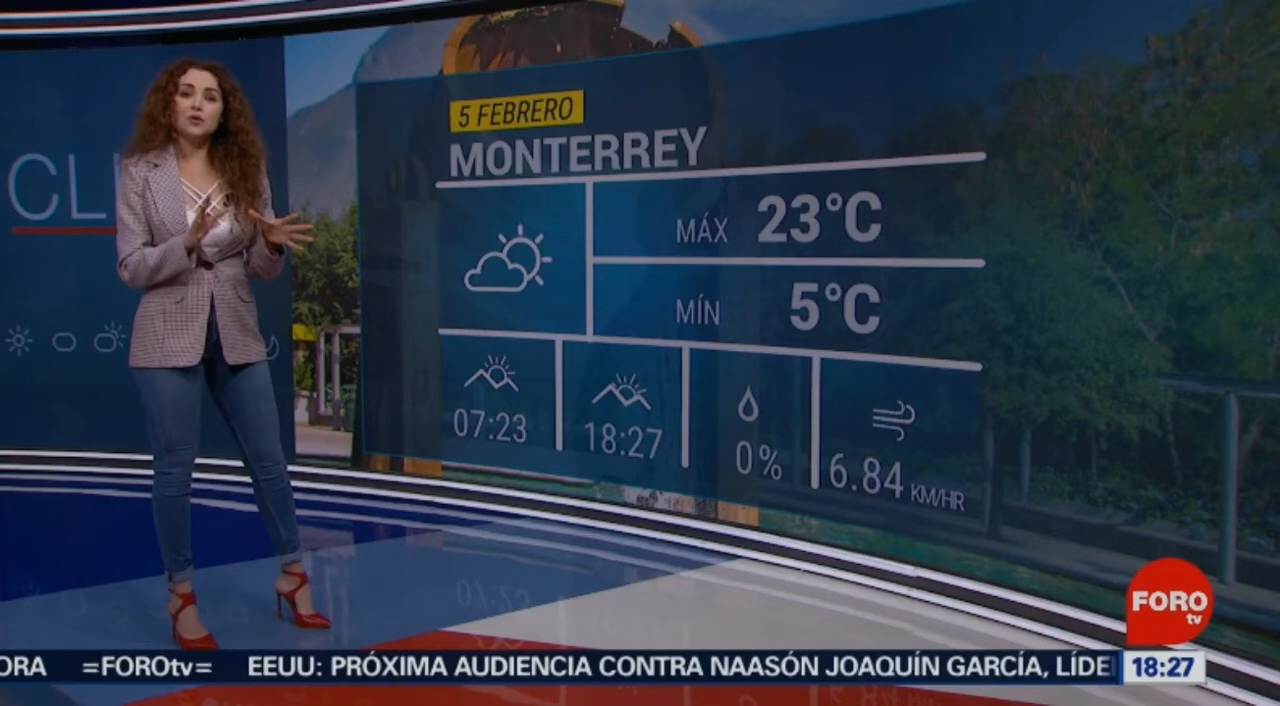 CL
5 FEBRERO
MONTERREY
MÁX 23°C
MÍN 5°C
07:23
18:27
0%
6.84 KM/HR
FORO
tv
ORA =FOROtv= EEUU: PRÓXIMA AUDIENCIA CONTRA NAASÓN JOAQUÍN GARCÍA, LÍDE
18:27